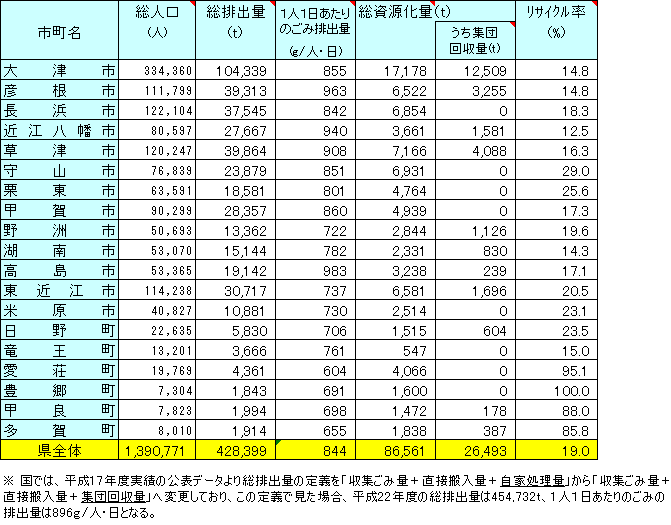 市町名 総人口 (人) 総排出量 (t) 1人1日あたりのごみ排出量 (g/人・日) 総資源化量(t) うち集団回収量(t) リサイクル率 (%)
大津市 334,360 104,339 855 17,178 12,509 14.8
彦根市 111,799 39,313 963 6,522 3,255 14.8
長浜市 122,104 37,545 842 6,854 0 18.3
近江八幡市 80,597 27,667 940 3,661 1,581 12.5
草津市 120,247 39,864 908 7,166 4,088 16.3
守山市 76,839 23,879 851 6,931 0 29.0
栗東市 63,591 18,581 801 4,764 0 25.6
甲賀市 90,299 28,357 860 4,939 0 17.3
野洲市 50,693 13,362 722 2,844 1,126 19.6
湖南市 53,070 15,144 782 2,331 830 14.3
高島市 53,365 19,142 983 3,238 239 17.1
東近江市 114,238 30,717 737 6,581 1,696 20.5
米原市 40,827 10,881 730 2,514 0 23.1
日野町 22,635 5,830 706 1,515 604 23.5
竜王町 13,201 3,666 761 547 0 15.0
愛荘町 19,769 4,361 604 4,066 0 95.1
豊郷町 7,304 1,843 691 1,600 0 100.0
甲良町 7,823 1,994 698 1,472 178 88.0
多賀町 8,010 1,914 655 1,838 387 85.8
県全体 1,390,771 428,399 844 86,561 26,493 19.0
※ 国では、平成17年度実績の公表データより総排出量の定義を「収集ごみ量+直接搬入量+自家処理量」から「収集ごみ量+
直接搬入量+集団回収量」へ変更しており、この定義で見た場合、平成22年度の総排出量は454,732t、1人1日あたりのごみの
排出量は896g/人・日となる。